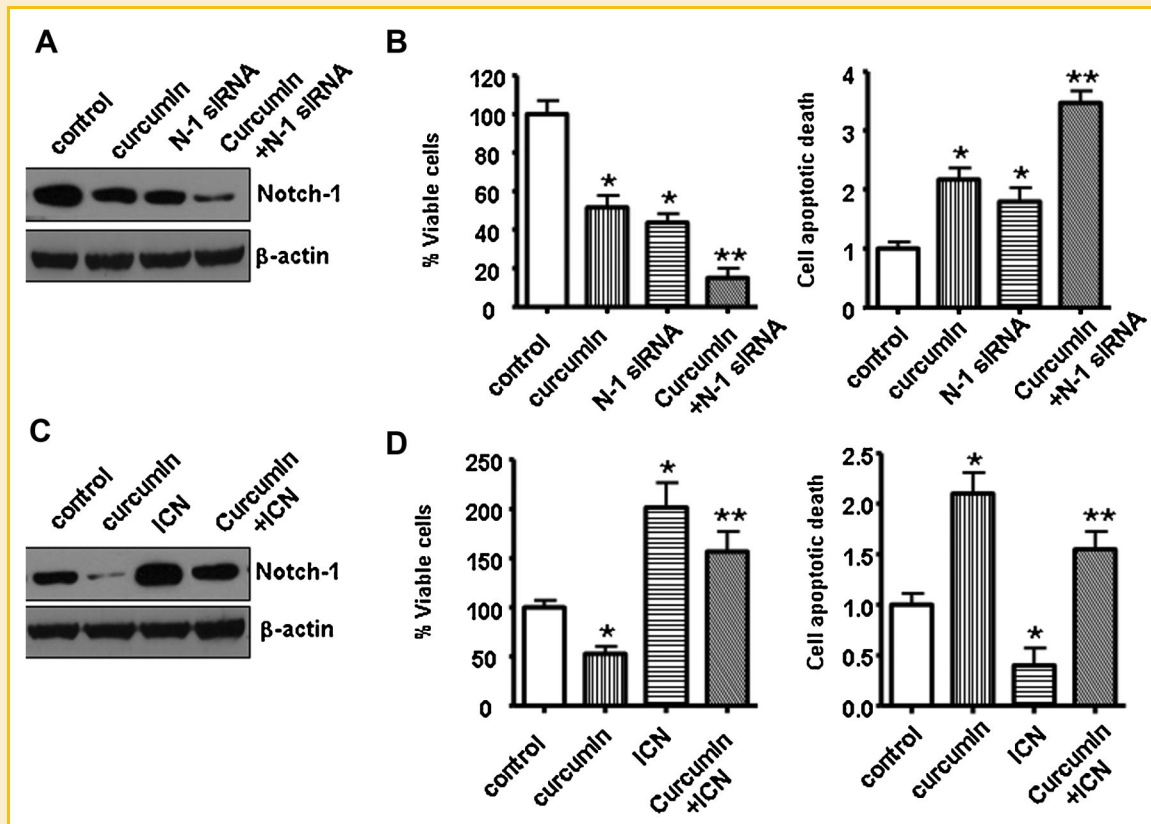 A
control
curcumin
N-1 siRNA
Curcumin
+N-1 siRNA
Notch-1
β-actin
B
120
100
80
60
40
20
0
% Viable cells
*
*
**
control
curcumin
N-1 siRNA
Curcumin
+N-1 siRNA
4
3
2
1
0
Cell apoptotic death
*
*
**
control
curcumin
N-1 siRNA
Curcumin
+N-1 siRNA
C
control
curcumin
ICN
Curcumin
+ICN
Notch-1
β-actin
D
250
200
150
100
50
0
% Viable cells
*
*
**
control
curcumin
ICN
Curcumin
+ICN
2.5
2.0
1.5
1.0
0.5
0.0
Cell apoptotic death
*
*
**
control
curcumin
ICN
Curcumin
+ICN